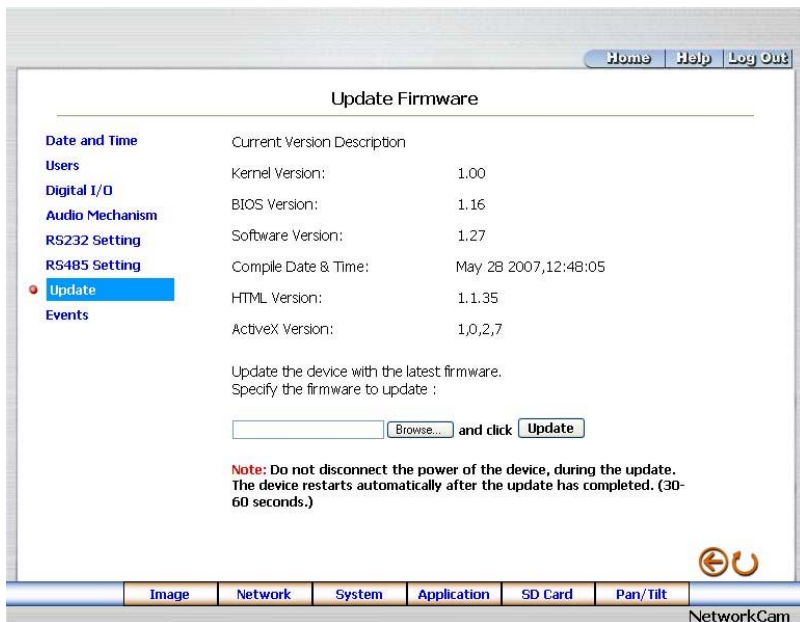 Home Help Log Out
Update Firmware
Date and Time
Users
Digital I/O
Audio Mechanism
RS232 Setting
RS485 Setting
Update
Events
Current Version Description
Kernel Version: 1.00
BIOS Version: 1.16
Software Version: 1.27
Compile Date & Time: May 28 2007,12:48:05
HTML Version: 1.1.35
ActiveX Version: 1,0,2,7
Update the device with the latest firmware.
Specify the firmware to update :
Browse... and click Update
Note: Do not disconnect the power of the device, during the update.
The device restarts automatically after the update has completed. (30-
60 seconds.)
Image Network System Application SD Card Pan/Tilt
NetworkCam